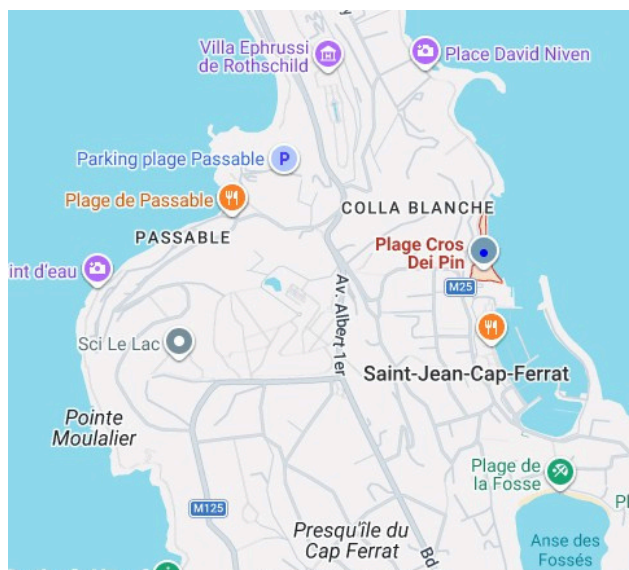 Villa Ephrussi
de Rothschild
Place David Niven
Parking plage Passable
P
Plage de Passable
COLLA BLANCHE
PASSABLE
Plage Cros
Dei Pin
int d'eau
M25
Av. Albert 1er
Sci Le Lac
Saint-Jean-Cap-Ferrat
Pointe
Moulalier
Plage de
la Fosse
M125
Pl
Presqu'île du
Cap Ferrat
Bd
Anse des
Fossés